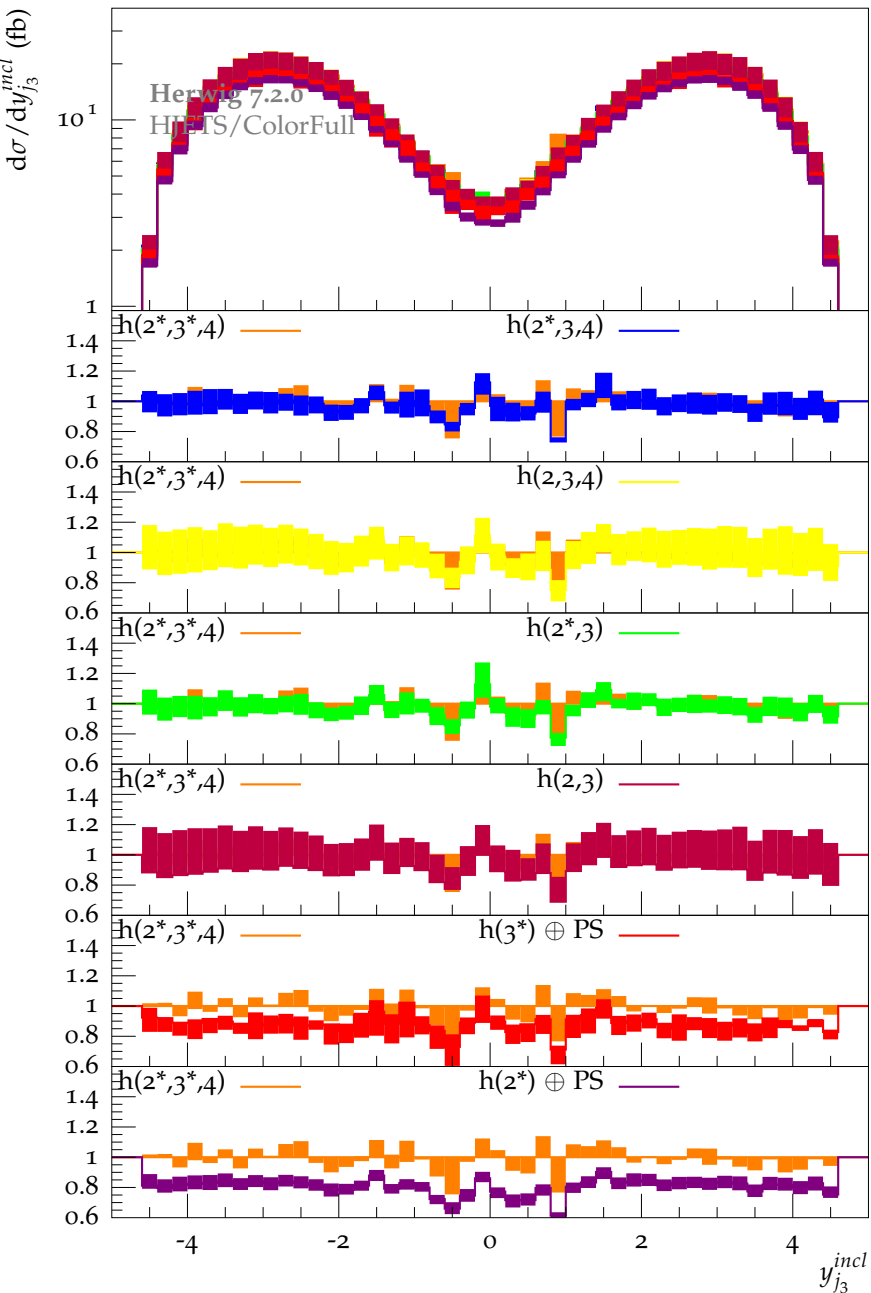 dσ/dy_{j_3}^{incl} (fb)
10^1
Herwig 7.2.0
HJETS/ColorFull
1
h(2*,3*,4) h(2*,3,4)
1.4
1.2
1
0.8
0.6
h(2*,3*,4) h(2,3,4)
1.4
1.2
1
0.8
0.6
h(2*,3*,4) h(2*,3)
1.4
1.2
1
0.8
0.6
h(2*,3*,4) h(2,3)
1.4
1.2
1
0.8
0.6
h(2*,3*,4) h(3*) ⊕ PS
1.4
1.2
1
0.8
0.6
h(2*,3*,4) h(2*) ⊕ PS
1.4
1.2
1
0.8
0.6
-4 -2 0 2 4
y_{j_3}^{incl}